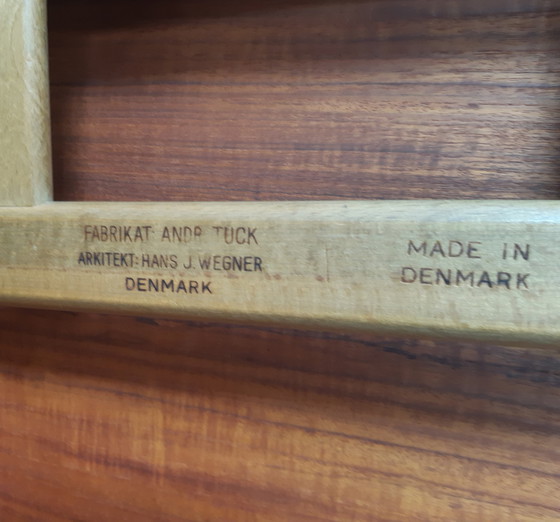 FABRIKAT: ANDR. TUCK
ARKITEKT: HANS J. WEGNER
DENMARK
MADE IN
DENMARK